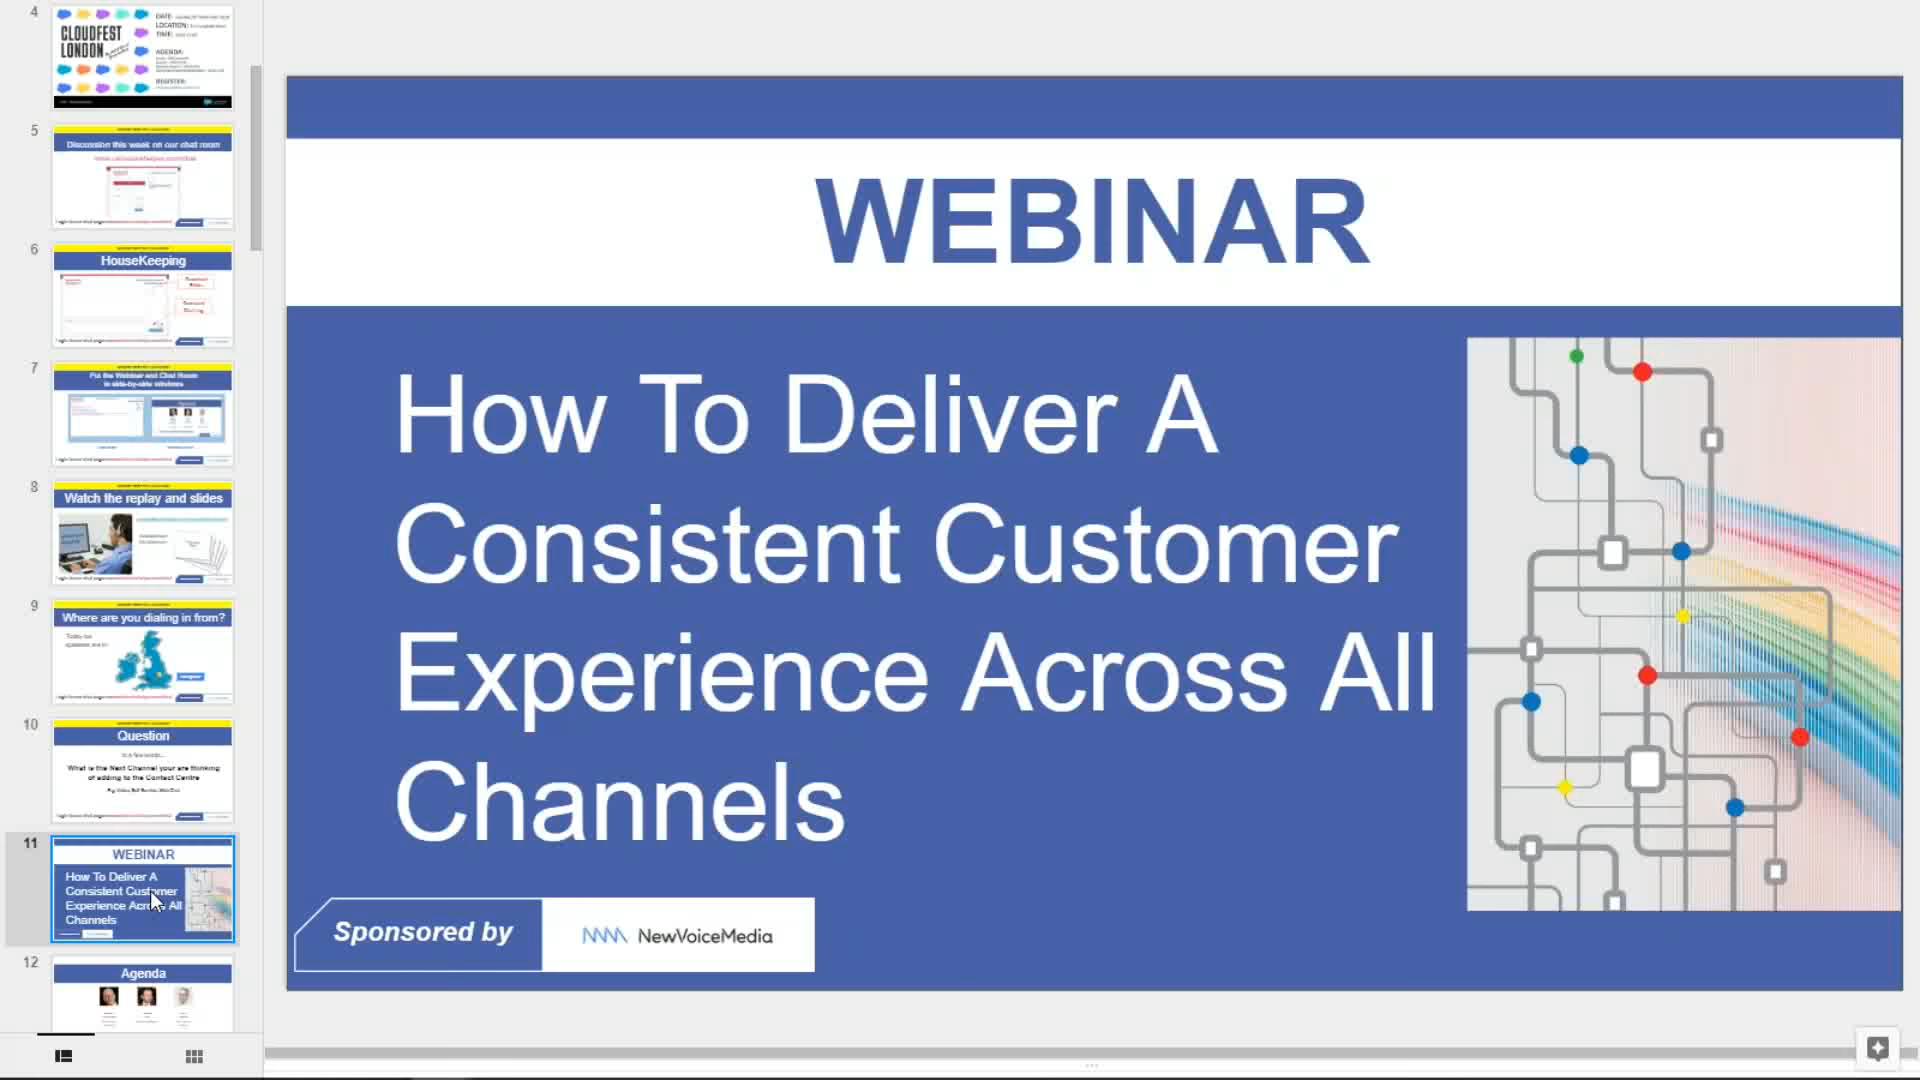 4
CLOUDFEST
LONDON
DATE:
LOCATION:
TIME:
AGENDA:
REGISTER:
5
Discussion this week on our chat room
6
HouseKeeping
7
Put the Webinar and Chat Room
in side-by-side windows
8
Watch the replay and slides
9
Where are you dialing in from?
10
Question
In a few words...
What is the Next Channel your are thinking
of adding to the Contact Centre
11
WEBINAR
How To Deliver A
Consistent Customer
Experience Across All
Channels
12
Agenda
WEBINAR
How To Deliver A
Consistent Customer
Experience Across All
Channels
Sponsored by
NewVoiceMedia